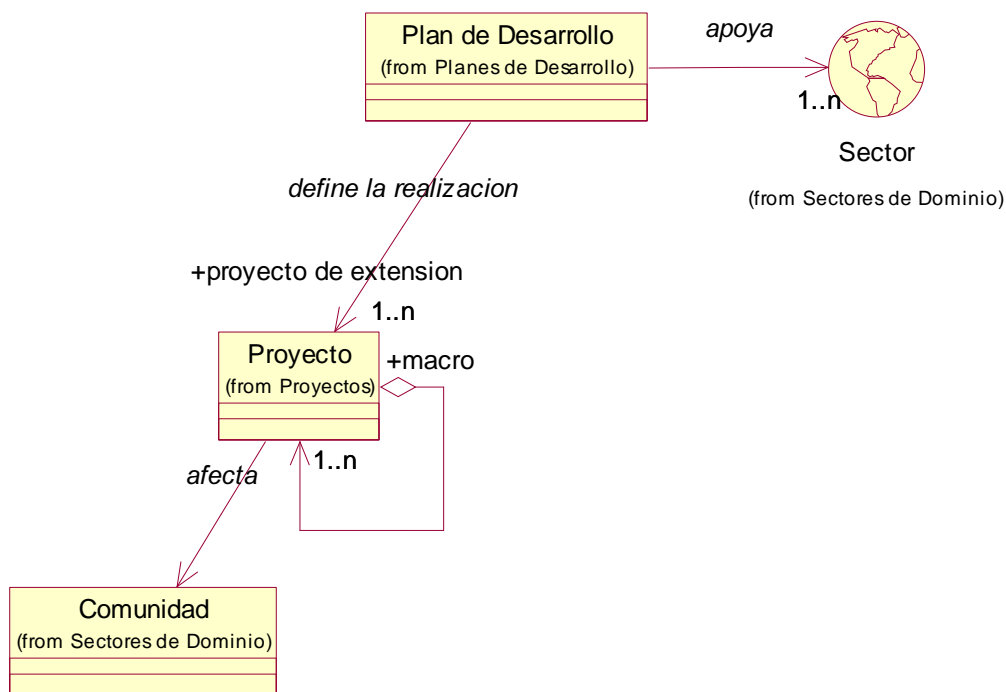 Plan de Desarrollo
(from Planes de Desarrollo)
apoya
1..n
Sector
(from Sectores de Dominio)
define la realizacion
+proyecto de extension
1..n
Proyecto
(from Proyectos)
+macro
1..n
afecta
Comunidad
(from Sectores de Dominio)